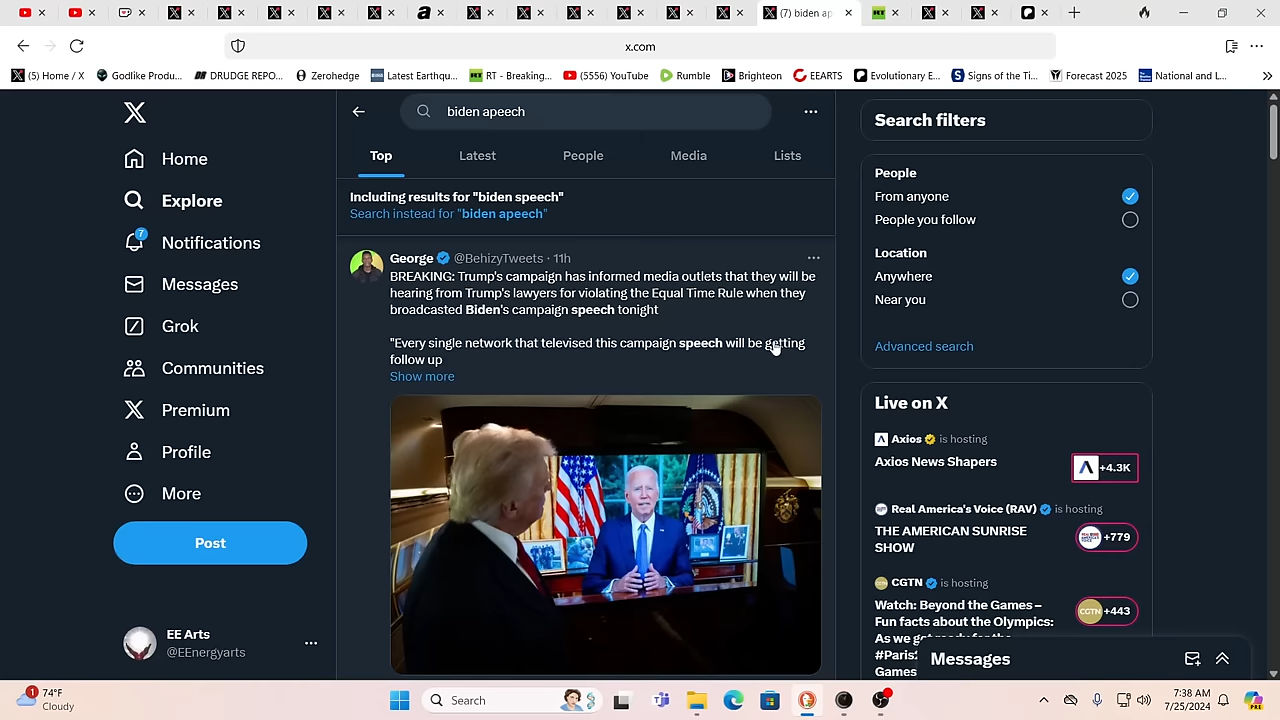 (7) biden ap
x.com
(5) Home / X
Godlike Produ...
DRUDGE REPO...
Zerohedge
Latest Earthqu...
RT - Breaking...
(5556) YouTube
Rumble
Brighteon
EEARTS
Evolutionary E...
Signs of the Ti...
Forecast 2025
National and L...
Home
Explore
7
Notifications
Messages
Grok
Communities
Premium
Profile
More
Post
EE Arts
@EEnergyarts
biden apeech
Top
Latest
People
Media
Lists
Including results for "biden speech"
Search instead for "biden apeech"
George @BehizyTweets · 11h
BREAKING: Trump's campaign has informed media outlets that they will be
hearing from Trump's lawyers for violating the Equal Time Rule when they
broadcasted Biden's campaign speech tonight
"Every single network that televised this campaign speech will be getting
follow up
Show more
Search filters
People
From anyone
People you follow
Location
Anywhere
Near you
Advanced search
Live on X
Axios is hosting
Axios News Shapers
+4.3K
Real America's Voice (RAV) is hosting
THE AMERICAN SUNRISE
SHOW
+779
CGTN is hosting
Watch: Beyond the Games –
Fun facts about the Olympics:
+443
Games
Messages
1
74°F
Cloudy
Search
7:38 AM
7/25/2024